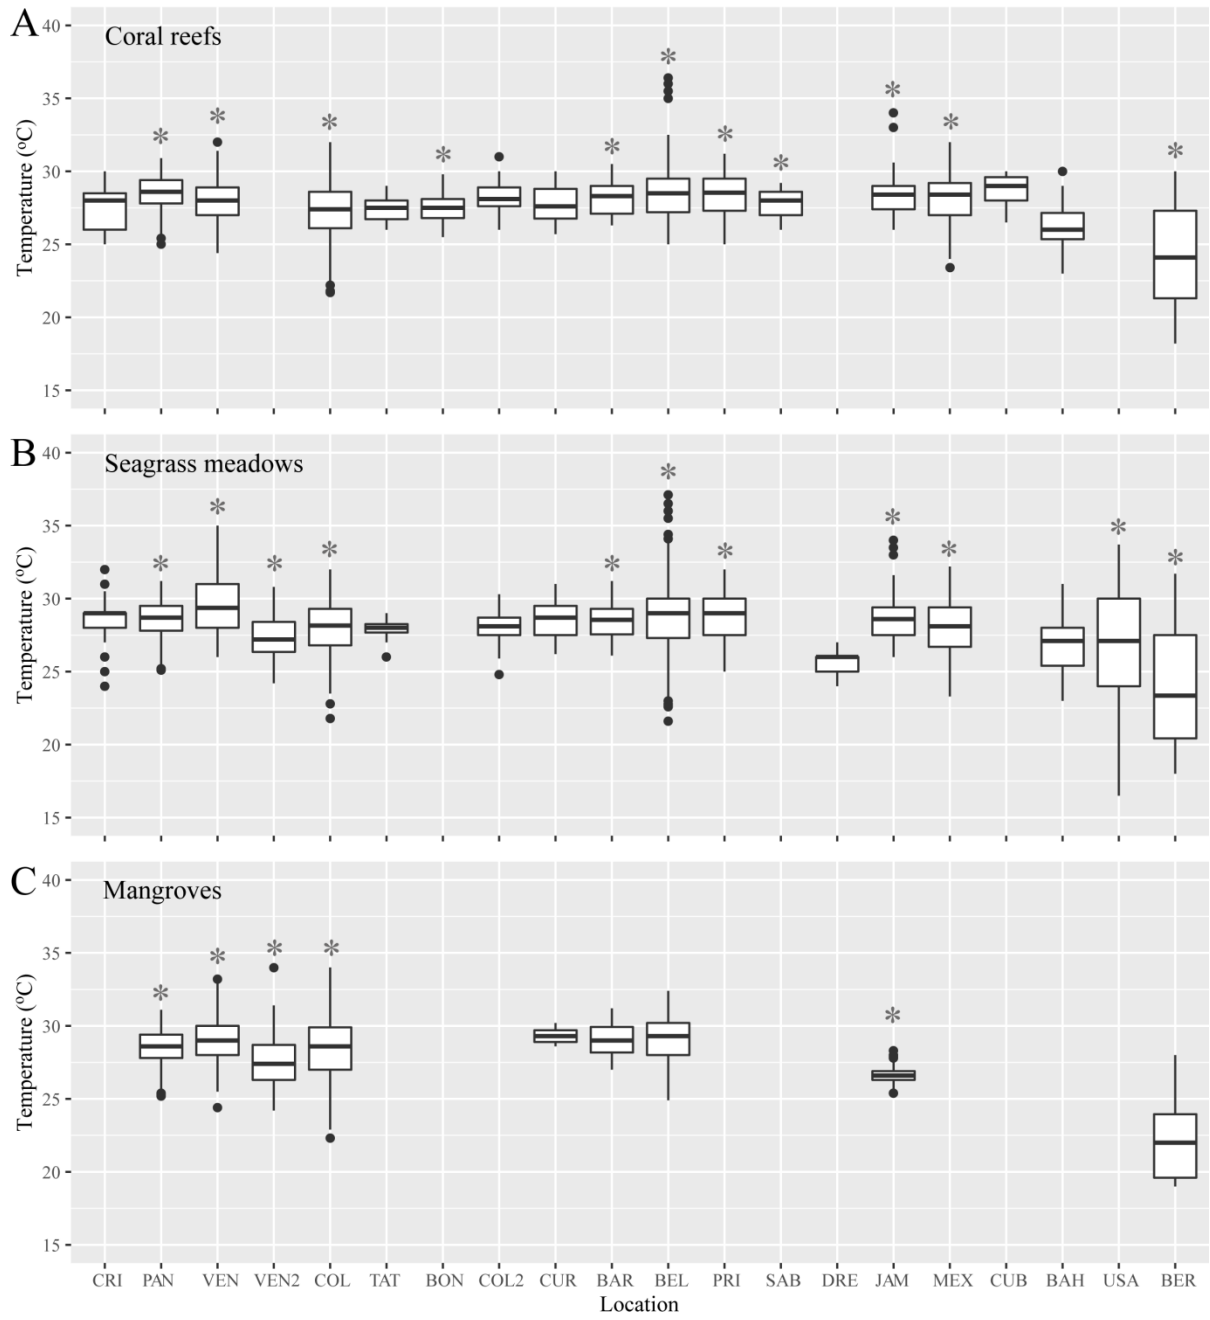 A
Coral reefs
Temperature (ºC)
40
35
30
25
20
15
* * * * * * * * * * * *
B
Seagrass meadows
Temperature (ºC)
40
35
30
25
20
15
* * * * * * * * * * *
C
Mangroves
Temperature (ºC)
40
35
30
25
20
15
* * * * *
CRI PAN VEN VEN2 COL TAT BON COL2 CUR BAR BEL PRI SAB DRE JAM MEX CUB BAH USA BER
Location